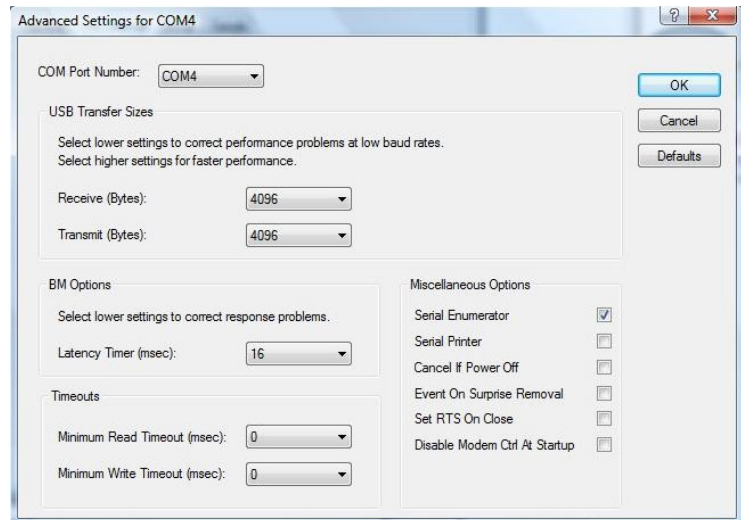 Advanced Settings for COM4
COM Port Number: COM4
OK
USB Transfer Sizes
Cancel
Select lower settings to correct performance problems at low baud rates.
Select higher settings for faster performance.
Defaults
Receive (Bytes): 4096
Transmit (Bytes): 4096
BM Options
Select lower settings to correct response problems.
Latency Timer (msec): 16
Timeouts
Minimum Read Timeout (msec): 0
Minimum Write Timeout (msec): 0
Miscellaneous Options
Serial Enumerator
Serial Printer
Cancel If Power Off
Event On Surprise Removal
Set RTS On Close
Disable Modem Ctrl At Startup